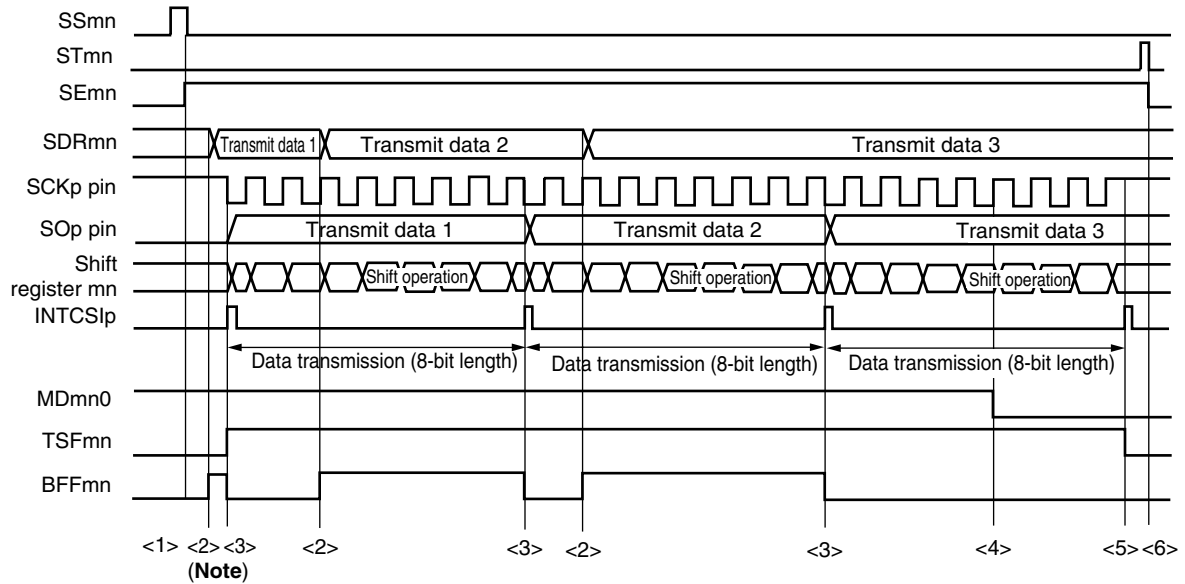 SSmn
STmn
SEmn
SDRmn Transmit data 1 Transmit data 2 Transmit data 3
SCKp pin
SOp pin Transmit data 1 Transmit data 2 Transmit data 3
Shift
register mn Shift operation Shift operation Shift operation
INTCSIp
Data transmission (8-bit length) Data transmission (8-bit length) Data transmission (8-bit length)
MDmn0
TSFmn
BFFmn
<1> <2> <3> <2> <3> <2> <3> <4> <5> <6>
(Note)